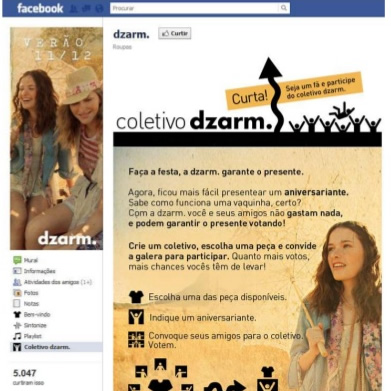 facebook
Procurar
VERÃO
11/12
dzarm.
dzarm.
Curtir
Roupas
Mural
Informações
Atividades dos amigos (1+)
Fotos
Notes
Bem-vindo
Sintonize
Playlist
Coletivo dzarm.
5.047
curtiram isso
Curta!
Seja um fã e participe
do coletivo dzarm.
coletivo dzarm.
Faça a festa, a dzarm. garante o presente.
Agora, ficou mais fácil presentear um aniversariante.
Sabe como funciona uma vaquinha, certo?
Com a dzarm. você e seus amigos não gastam nada,
e podem garantir o presente votando!
Crie um coletivo, escolha uma peça e convide
a galera para participar. Quanto mais votos,
mais chances vocês têm de levar!
Escolha uma das peça disponíveis.
Indique um aniversariante.
Convoque seus amigos para o coletivo.
Votem.